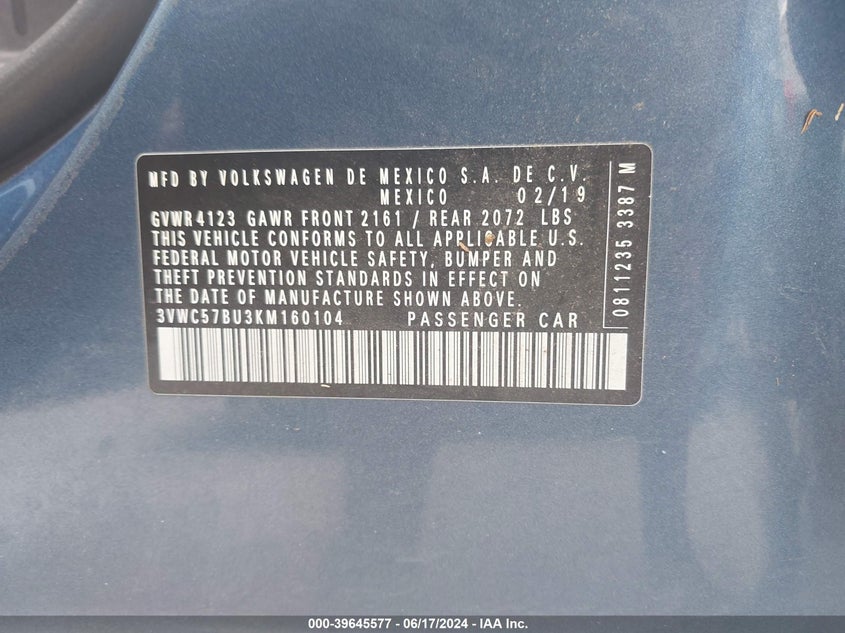 MFD BY VOLKSWAGEN DE MEXICO S.A. DE C.V.
MEXICO 02/19
GVWR 4123 GAWR FRONT 2161 / REAR 2072 LBS
THIS VEHICLE CONFORMS TO ALL APPLICABLE U.S.
FEDERAL MOTOR VEHICLE SAFETY, BUMPER AND
THEFT PREVENTION STANDARDS IN EFFECT ON
THE DATE OF MANUFACTURE SHOWN ABOVE.
3VWC57BU3KM160104 PASSENGER CAR
0811235 3387 M
000-39645577 - 06/17/2024 - IAA Inc.